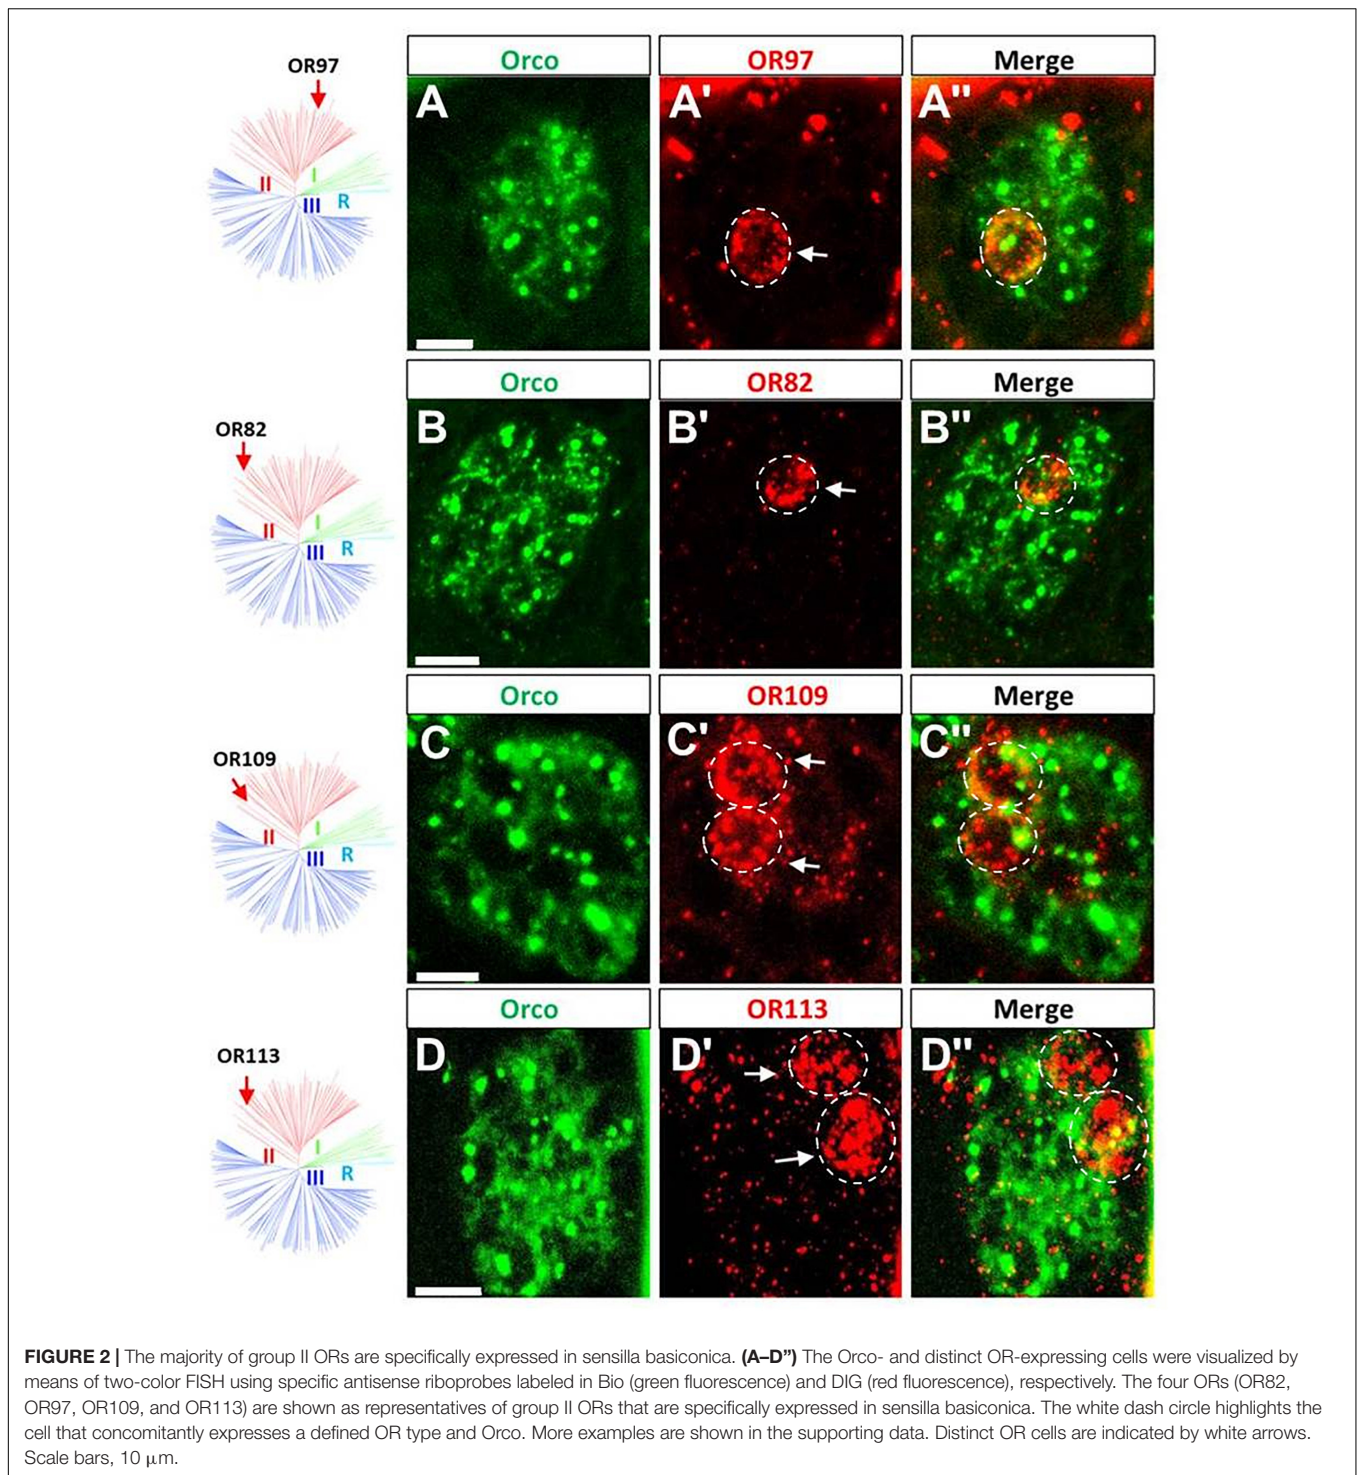 OR97
II
I
III
R
Orco
OR97
Merge
A
A'
A"
OR82
II
I
III
R
Orco
OR82
Merge
B
B'
B"
OR109
II
I
III
R
Orco
OR109
Merge
C
C'
C"
OR113
II
I
III
R
Orco
OR113
Merge
D
D'
D"
FIGURE 2 | The majority of group II ORs are specifically expressed in sensilla basiconica. (A–D”) The Orco- and distinct OR-expressing cells were visualized by
means of two-color FISH using specific antisense riboprobes labeled in Bio (green fluorescence) and DIG (red fluorescence), respectively. The four ORs (OR82,
OR97, OR109, and OR113) are shown as representatives of group II ORs that are specifically expressed in sensilla basiconica. The white dash circle highlights the
cell that concomitantly expresses a defined OR type and Orco. More examples are shown in the supporting data. Distinct OR cells are indicated by white arrows.
Scale bars, 10 μm.